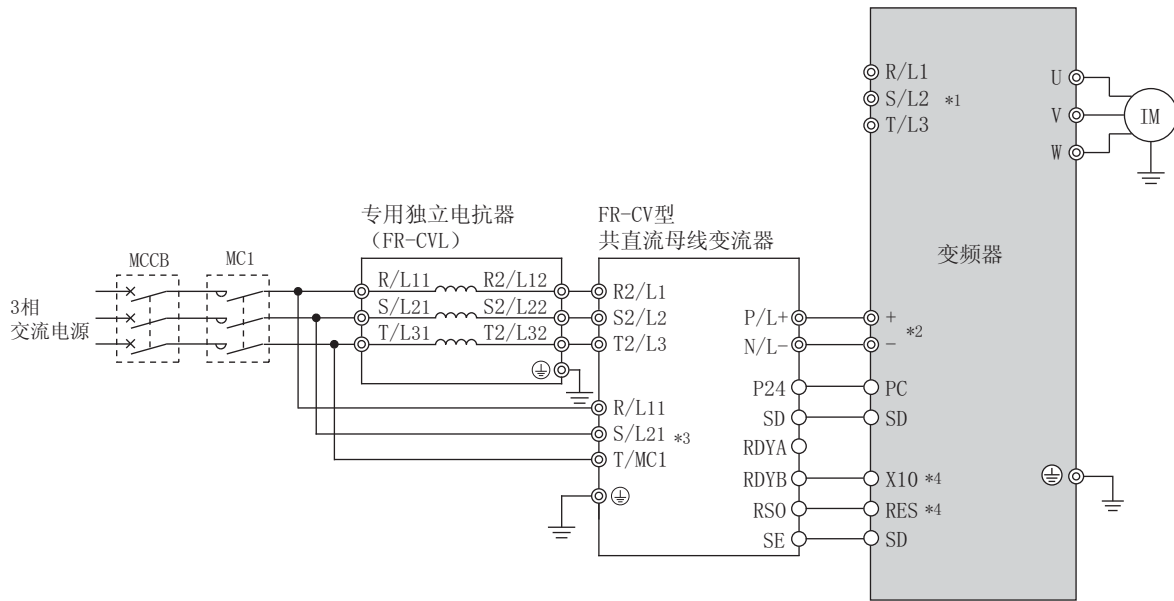 R/L1
S/L2 *1
T/L3
U
V
W
IM
专用独立电抗器
（FR-CVL）
FR-CV型
共直流母线变流器
变频器
MCCB
MC1
3相
交流电源
R/L11 R2/L12
S/L21 S2/L22
T/L31 T2/L32
R2/L1
S2/L2
T2/L3
R/L11
S/L21 *3
T/MC1
P/L+
N/L-
P24
SD
RDYA
RDYB
RSO
SE
+
*2
-
PC
SD
X10 *4
RES *4
SD